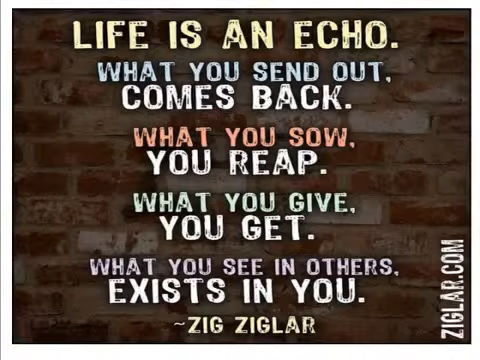 LIFE IS AN ECHO.
WHAT YOU SEND OUT,
COMES BACK.
WHAT YOU SOW,
YOU REAP.
WHAT YOU GIVE,
YOU GET.
WHAT YOU SEE IN OTHERS,
EXISTS IN YOU.
~ZIG ZIGLAR
ZIGLAR.COM